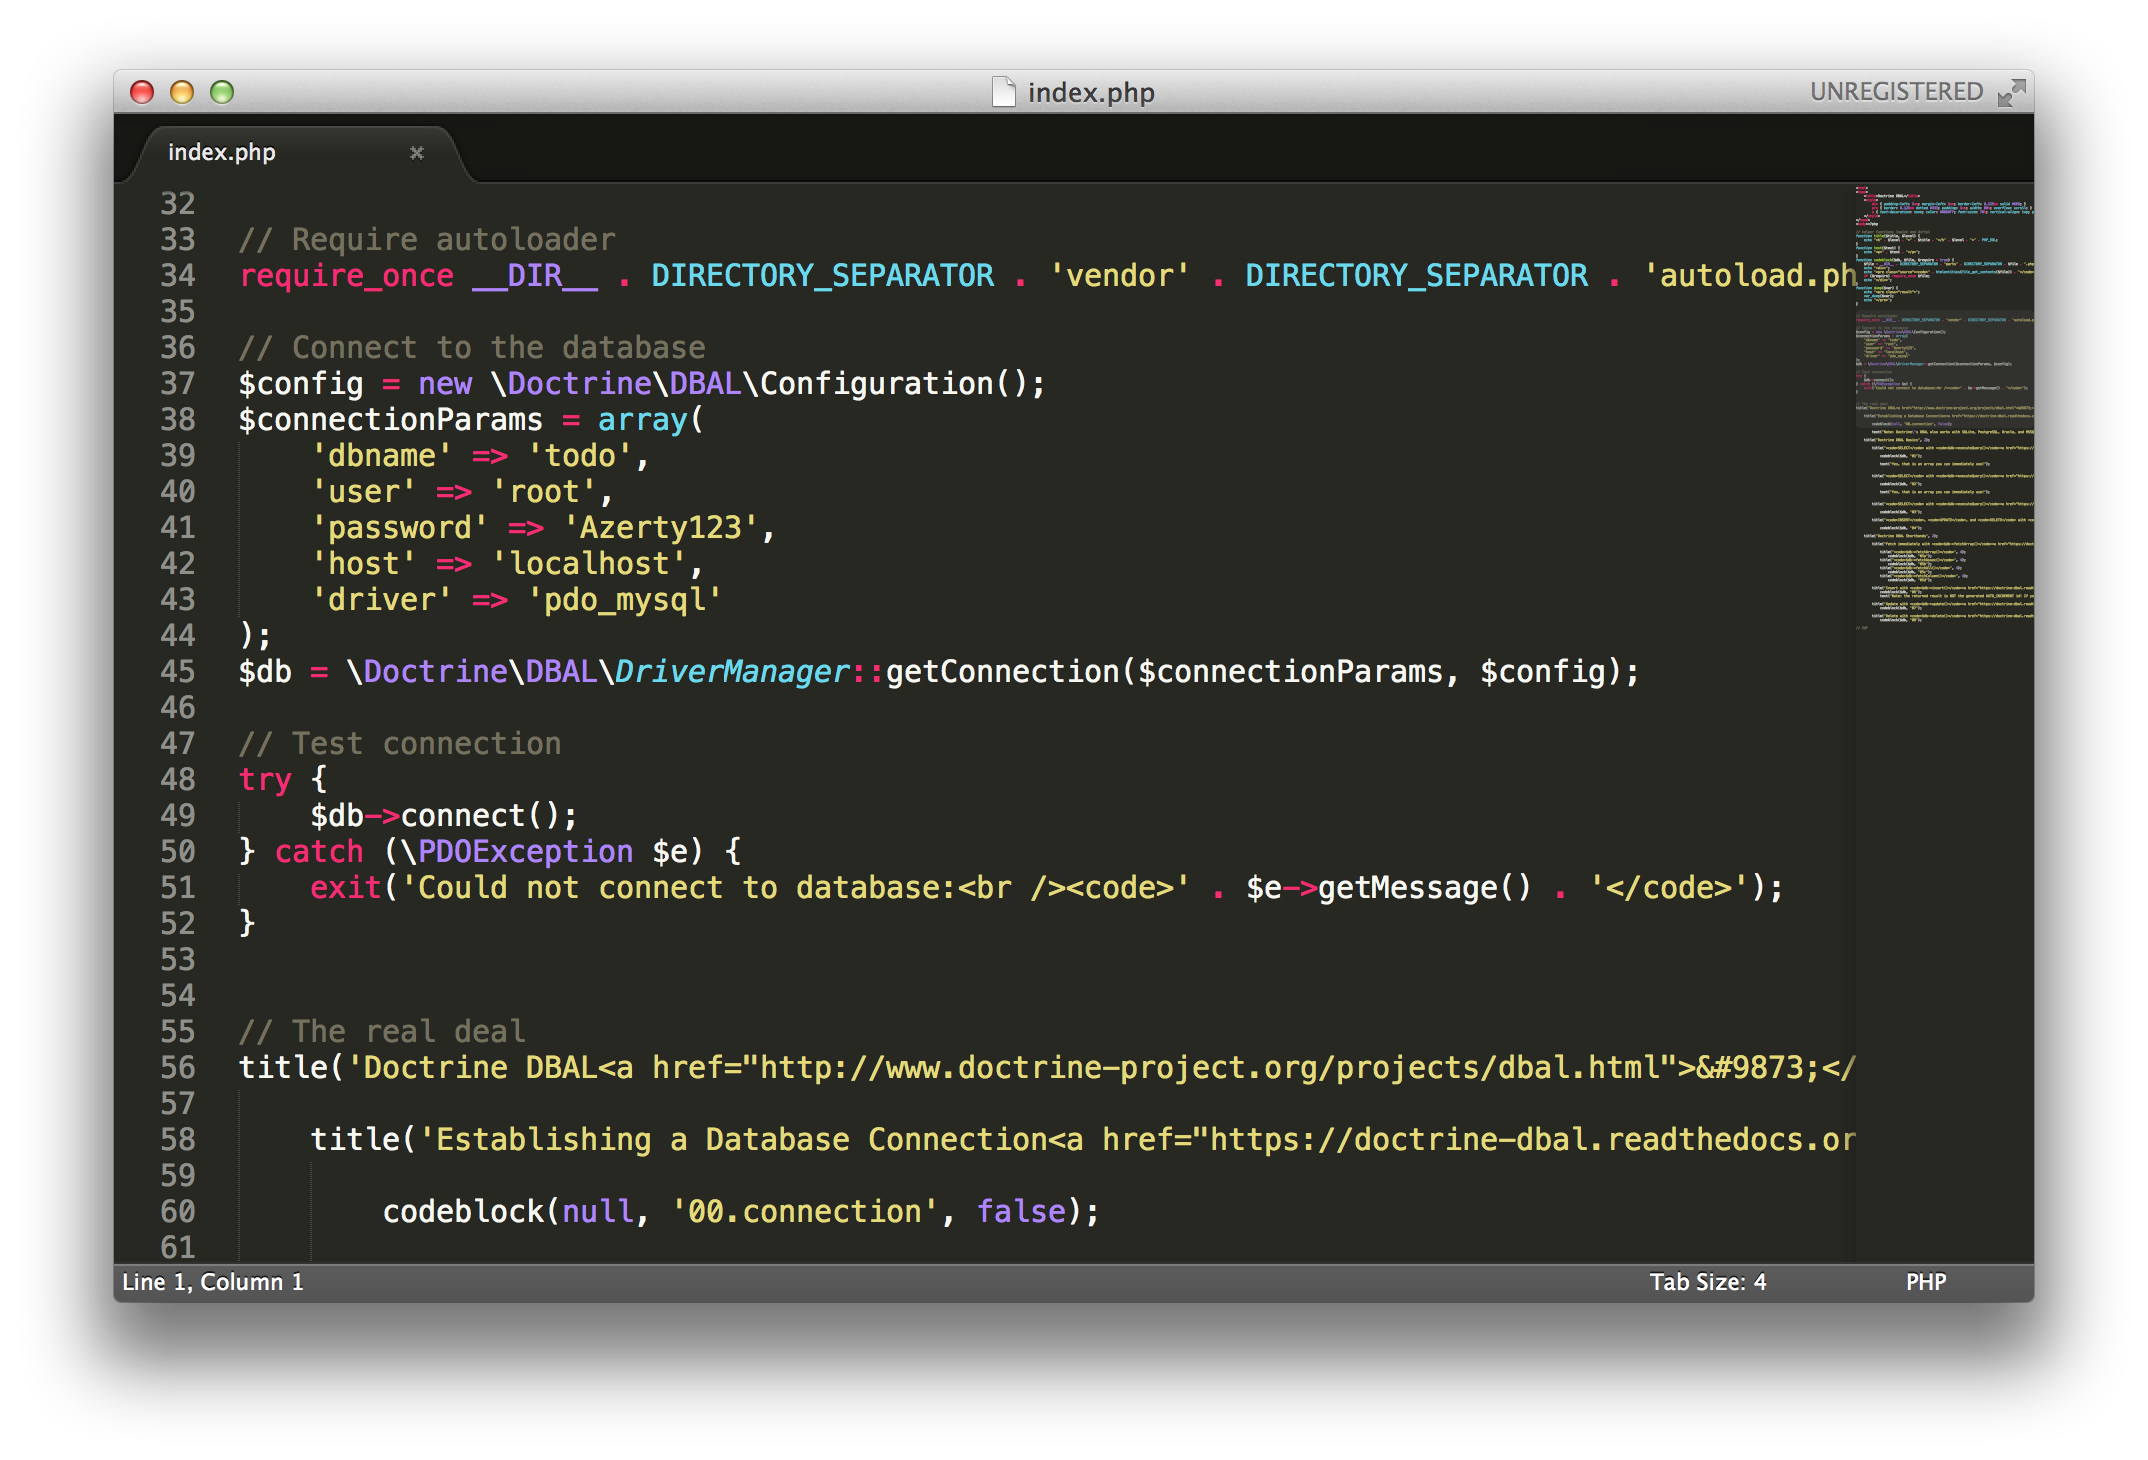 index.php
UNREGISTERED
index.php
32
33 // Require autoloader
34 require_once __DIR__ . DIRECTORY_SEPARATOR . 'vendor' . DIRECTORY_SEPARATOR . 'autoload.ph
35
36 // Connect to the database
37 $config = new \Doctrine\DBAL\Configuration();
38 $connectionParams = array(
39     'dbname' => 'todo',
40     'user' => 'root',
41     'password' => 'Azerty123',
42     'host' => 'localhost',
43     'driver' => 'pdo_mysql'
44 );
45 $db = \Doctrine\DBAL\DriverManager::getConnection($connectionParams, $config);
46
47 // Test connection
48 try {
49     $db->connect();
50 } catch (\PDOException $e) {
51     exit('Could not connect to database:<br /><code>' . $e->getMessage() . '</code>');
52 }
53
54
55 // The real deal
56 title('Doctrine DBAL<a href="http://www.doctrine-project.org/projects/dbal.html">&#9873;</
57
58     title('Establishing a Database Connection<a href="https://doctrine-dbal.readthedocs.or
59
60         codeblock(null, '00.connection', false);
61
Line 1, Column 1
Tab Size: 4
PHP